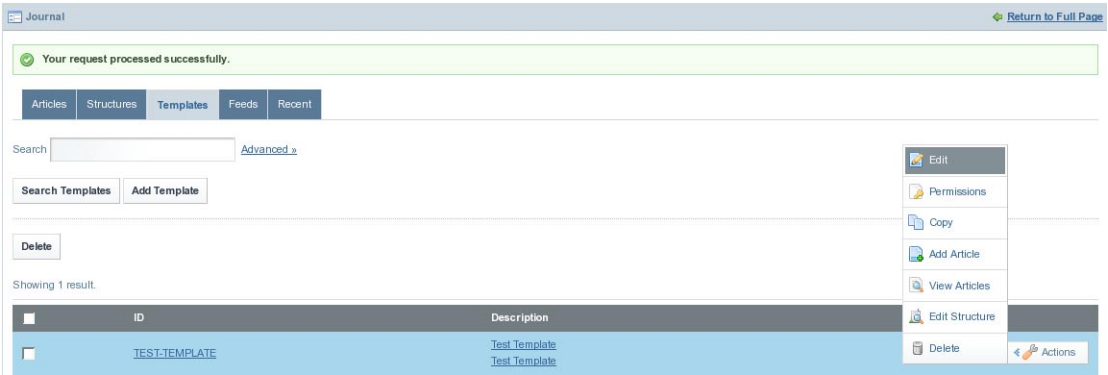 Journal Return to Full Page
Your request processed successfully.
Articles Structures Templates Feeds Recent
Search Advanced »
Search Templates Add Template
Delete
Showing 1 result.
ID Description
TEST-TEMPLATE Test Template
Test Template
Edit
Permissions
Copy
Add Article
View Articles
Edit Structure
Delete
Actions